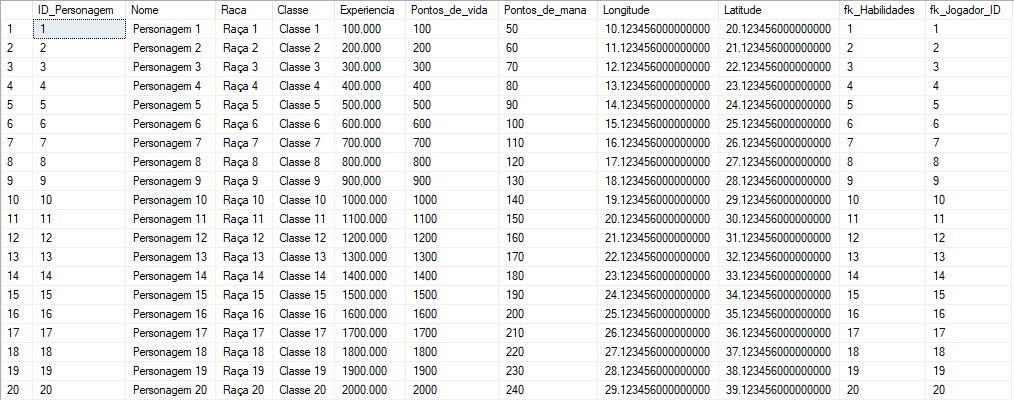 ID_Personagem Nome Raca Classe Experiencia Pontos_de_vida Pontos_de_mana Longitude Latitude fk_Habilidades fk_Jogador_ID
1 1 Personagem 1 Raça 1 Classe 1 100.000 100 50 10.123456000000000 20.123456000000000 1 1
2 2 Personagem 2 Raça 2 Classe 2 200.000 200 60 11.123456000000000 21.123456000000000 2 2
3 3 Personagem 3 Raça 3 Classe 3 300.000 300 70 12.123456000000000 22.123456000000000 3 3
4 4 Personagem 4 Raça 4 Classe 4 400.000 400 80 13.123456000000000 23.123456000000000 4 4
5 5 Personagem 5 Raça 5 Classe 5 500.000 500 90 14.123456000000000 24.123456000000000 5 5
6 6 Personagem 6 Raça 6 Classe 6 600.000 600 100 15.123456000000000 25.123456000000000 6 6
7 7 Personagem 7 Raça 7 Classe 7 700.000 700 110 16.123456000000000 26.123456000000000 7 7
8 8 Personagem 8 Raça 8 Classe 8 800.000 800 120 17.123456000000000 27.123456000000000 8 8
9 9 Personagem 9 Raça 9 Classe 9 900.000 900 130 18.123456000000000 28.123456000000000 9 9
10 10 Personagem 10 Raça 10 Classe 10 1000.000 1000 140 19.123456000000000 29.123456000000000 10 10
11 11 Personagem 11 Raça 11 Classe 11 1100.000 1100 150 20.123456000000000 30.123456000000000 11 11
12 12 Personagem 12 Raça 12 Classe 12 1200.000 1200 160 21.123456000000000 31.123456000000000 12 12
13 13 Personagem 13 Raça 13 Classe 13 1300.000 1300 170 22.123456000000000 32.123456000000000 13 13
14 14 Personagem 14 Raça 14 Classe 14 1400.000 1400 180 23.123456000000000 33.123456000000000 14 14
15 15 Personagem 15 Raça 15 Classe 15 1500.000 1500 190 24.123456000000000 34.123456000000000 15 15
16 16 Personagem 16 Raça 16 Classe 16 1600.000 1600 200 25.123456000000000 35.123456000000000 16 16
17 17 Personagem 17 Raça 17 Classe 17 1700.000 1700 210 26.123456000000000 36.123456000000000 17 17
18 18 Personagem 18 Raça 18 Classe 18 1800.000 1800 220 27.123456000000000 37.123456000000000 18 18
19 19 Personagem 19 Raça 19 Classe 19 1900.000 1900 230 28.123456000000000 38.123456000000000 19 19
20 20 Personagem 20 Raça 20 Classe 20 2000.000 2000 240 29.123456000000000 39.123456000000000 20 20